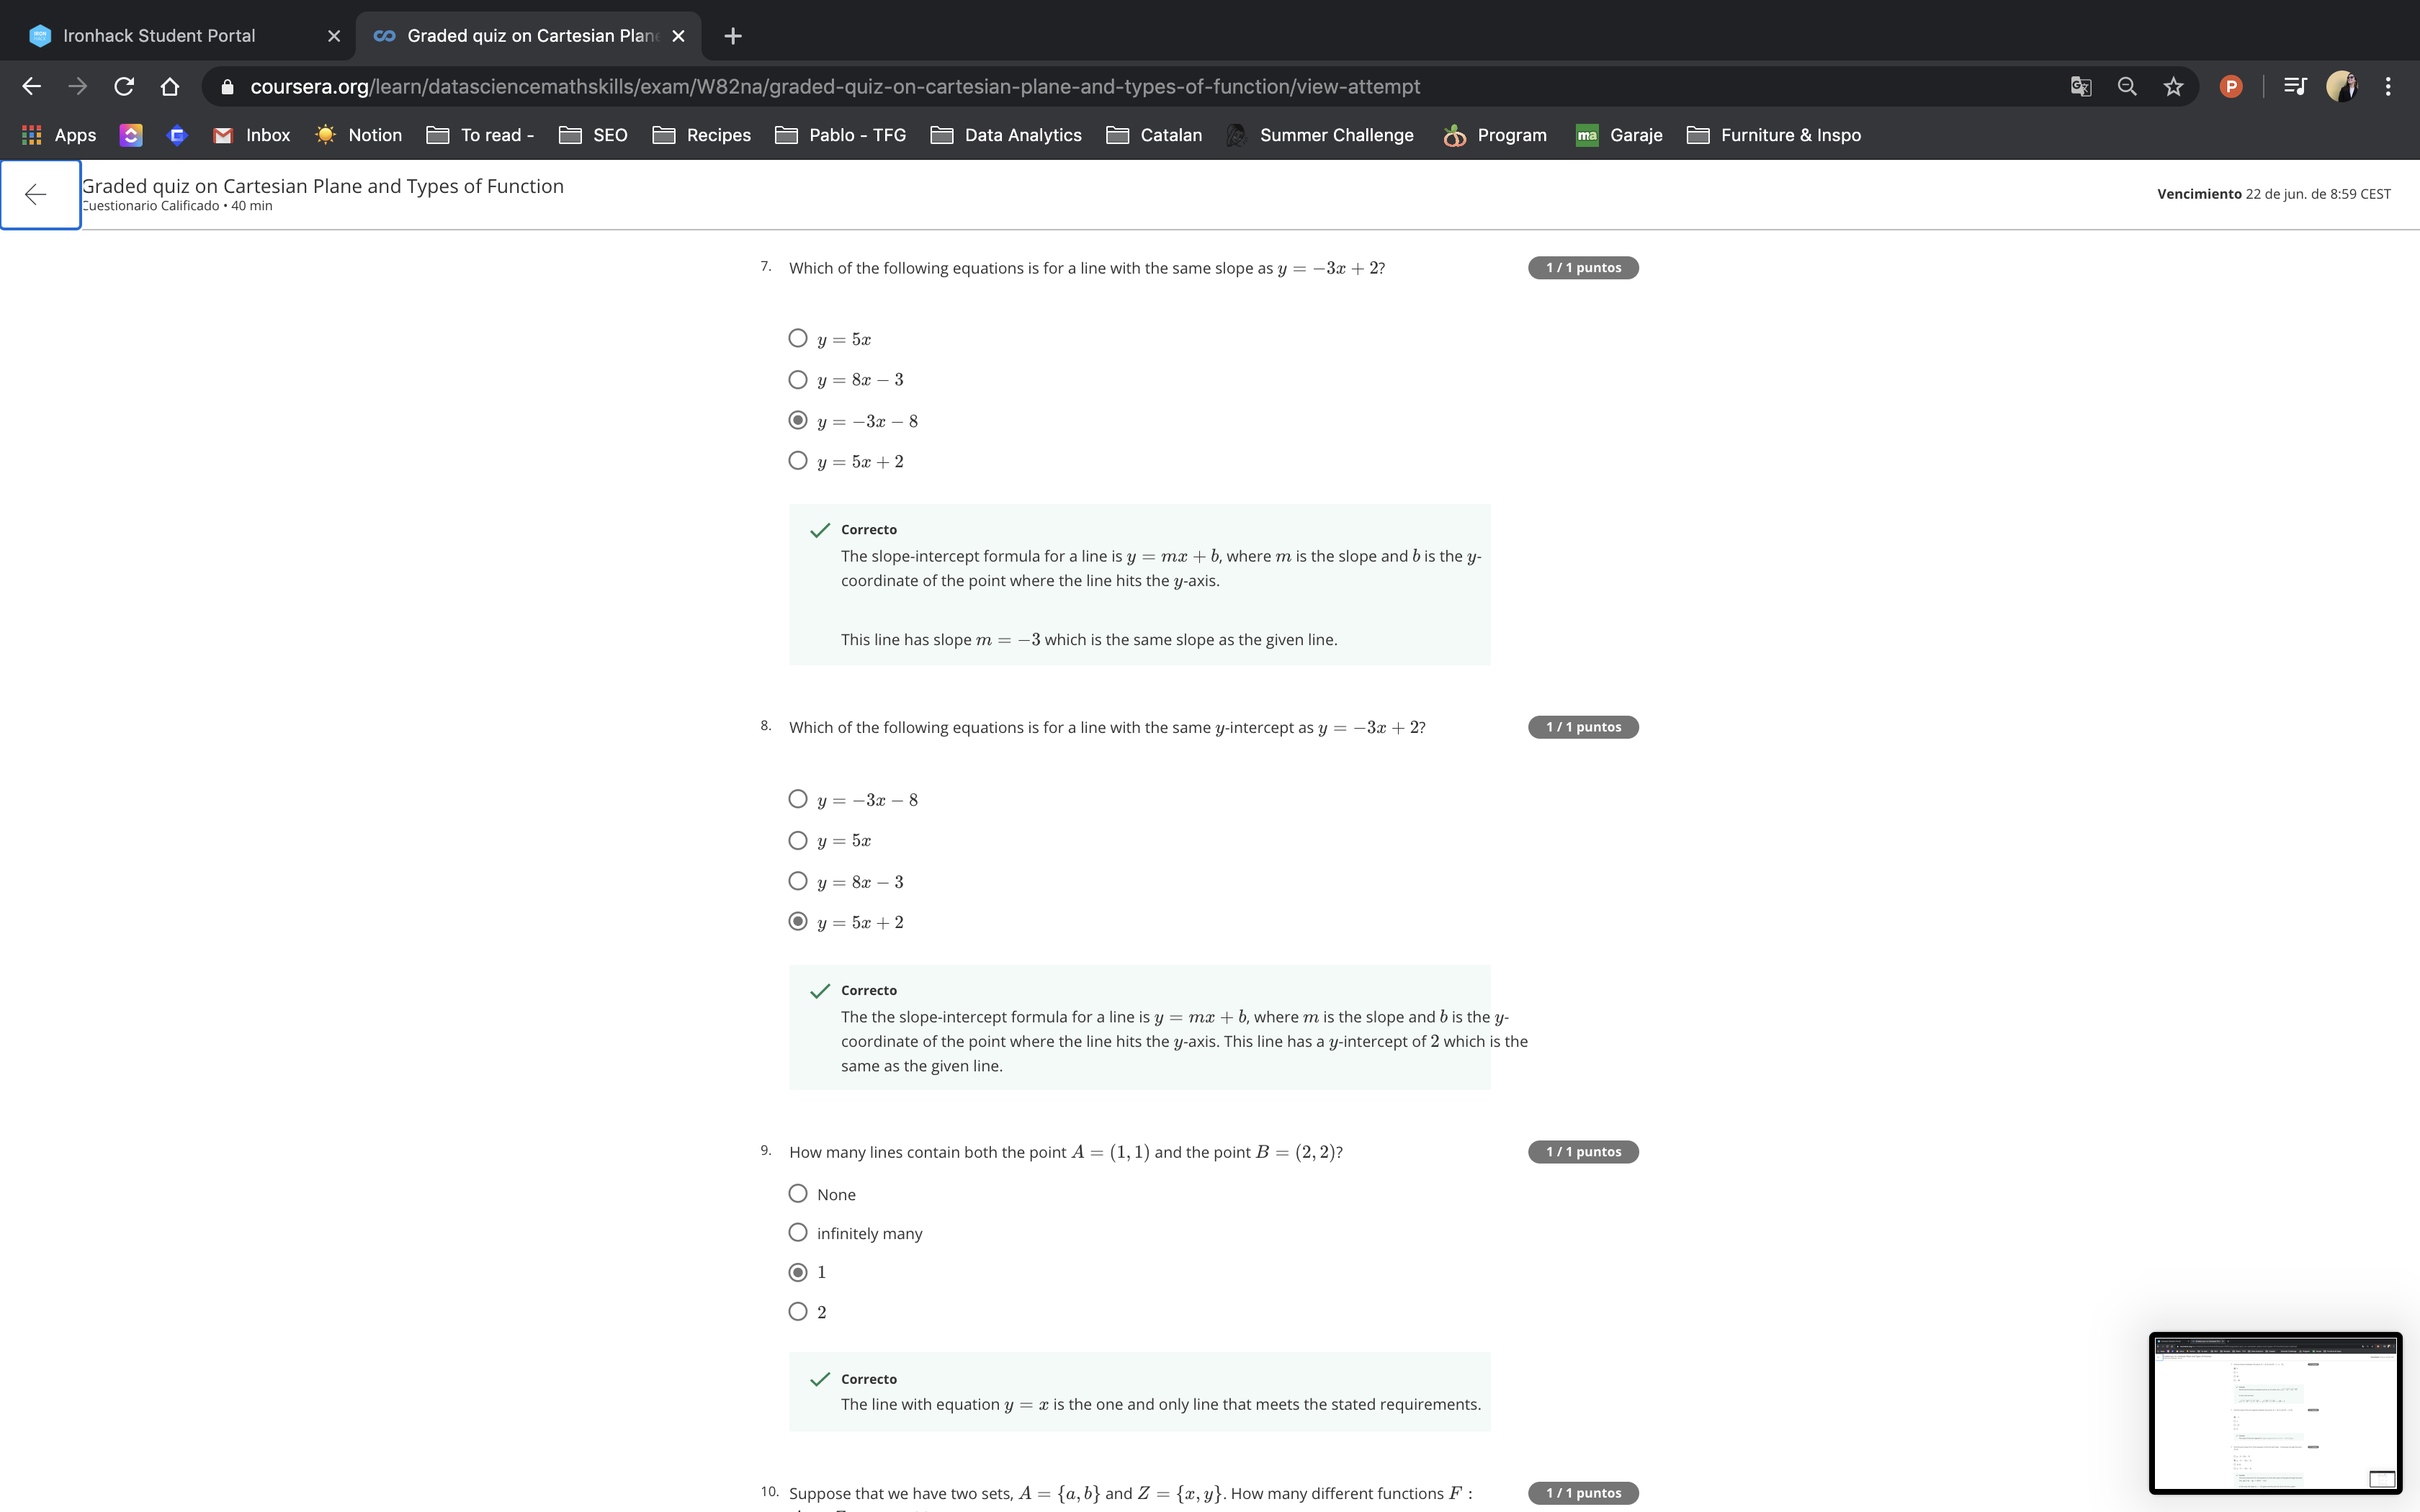 Ironhack Student Portal
Graded quiz on Cartesian Plane
coursera.org/learn/datasciencemathskills/exam/W82na/graded-quiz-on-cartesian-plane-and-types-of-function/view-attempt
P
Apps
Inbox
Notion
To read -
SEO
Recipes
Pablo - TFG
Data Analytics
Catalan
Summer Challenge
Program
ma
Garaje
Furniture & Inspo
Graded quiz on Cartesian Plane and Types of Function
Cuestionario Calificado • 40 min
Vencimiento 22 de jun. de 8:59 CEST
7. Which of the following equations is for a line with the same slope as y = −3x + 2?
1 / 1 puntos
y = 5x
y = 8x − 3
y = −3x − 8
y = 5x + 2
Correcto
The slope-intercept formula for a line is y = mx + b, where m is the slope and b is the y-
coordinate of the point where the line hits the y-axis.
This line has slope m = −3 which is the same slope as the given line.
8. Which of the following equations is for a line with the same y-intercept as y = −3x + 2?
1 / 1 puntos
y = −3x − 8
y = 5x
y = 8x − 3
y = 5x + 2
Correcto
The the slope-intercept formula for a line is y = mx + b, where m is the slope and b is the y-
coordinate of the point where the line hits the y-axis. This line has a y-intercept of 2 which is the
same as the given line.
9. How many lines contain both the point A = (1, 1) and the point B = (2, 2)?
1 / 1 puntos
None
infinitely many
1
2
Correcto
The line with equation y = x is the one and only line that meets the stated requirements.
10. Suppose that we have two sets, A = {a, b} and Z = {x, y}. How many different functions F :
1 / 1 puntos